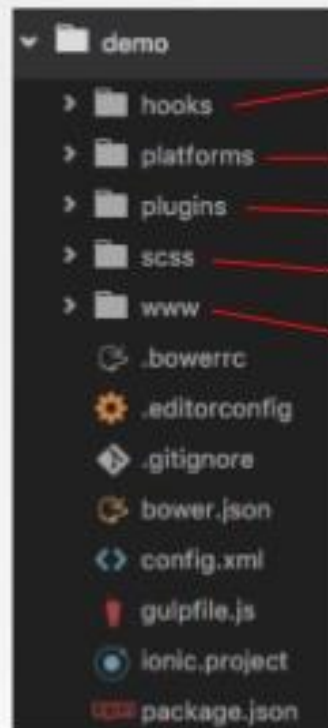 demo
hooks
platforms
plugins
scss
www
.bowerrc
.editorconfig
.gitignore
bower.json
config.xml
gulpfile.js
ionic.project
package.json